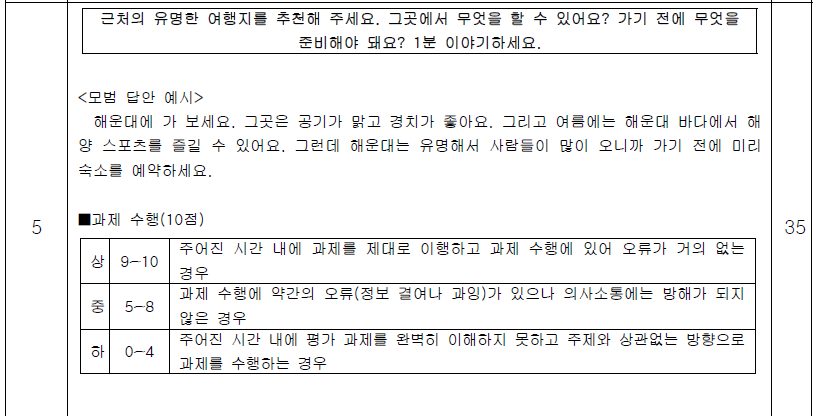 근처의 유명한 여행지를 추천해 주세요. 그곳에서 무엇을 할 수 있어요? 가기 전에 무엇을
준비해야 돼요? 1분 이야기하세요.
<모범 답안 예시>
해운대에 가 보세요. 그곳은 공기가 맑고 경치가 좋아요. 그리고 여름에는 해운대 바다에서 해
양 스포츠를 즐길 수 있어요. 그런데 해운대는 유명해서 사람들이 많이 오니까 가기 전에 미리
숙소를 예약하세요.
5
35
■과제 수행(10점)
상 9-10 주어진 시간 내에 과제를 제대로 이행하고 과제 수행에 있어 오류가 거의 없는
경우
중 5-8 과제 수행에 약간의 오류(정보 결여나 과잉)가 있으나 의사소통에는 방해가 되지
않은 경우
하 0-4 주어진 시간 내에 평가 과제를 완벽히 이해하지 못하고 주제와 상관없는 방향으로
과제를 수행하는 경우